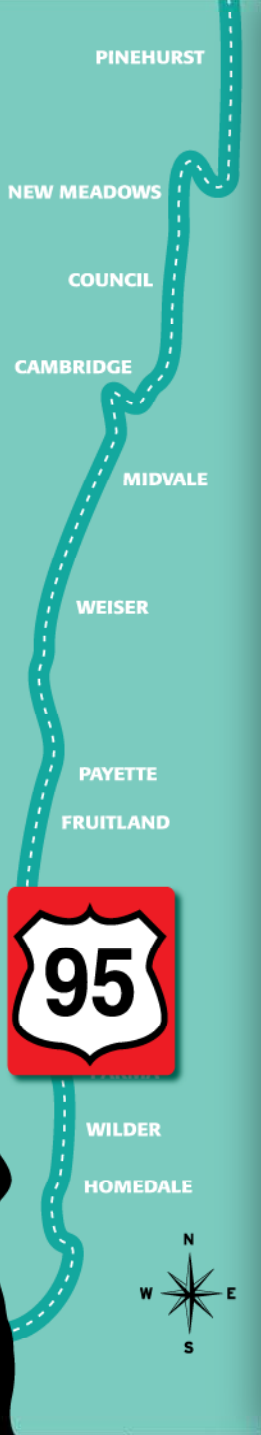 PINEHURST
NEW MEADOWS
COUNCIL
CAMBRIDGE
MIDVALE
WEISER
PAYETTE
FRUITLAND
95
WILDER
HOMEDALE
N
W E
S